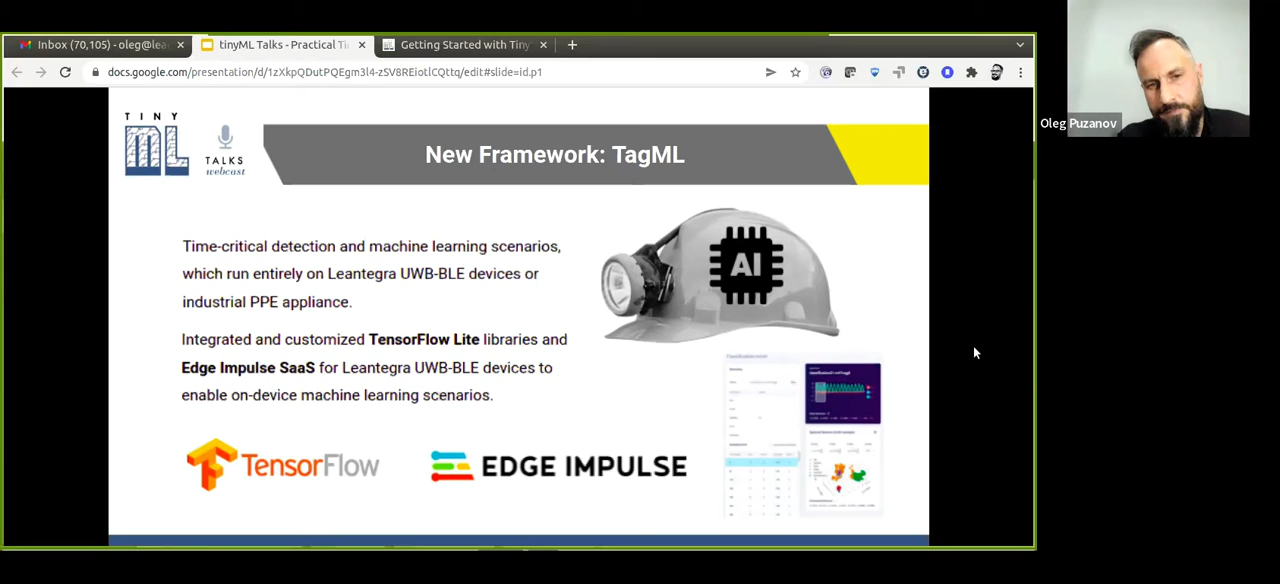 Inbox (70,105) - oleg@lea
tinyML Talks - Practical Ti
Getting Started with Tiny
docs.google.com/presentation/d/1zXkpQDutPQEgm3l4-zSV8REiotlCQttq/edit#slide=id.p1
Oleg Puzanov
TINY
ML
TALKS
webcast
New Framework: TagML
Time-critical detection and machine learning scenarios,
which run entirely on Leantegra UWB-BLE devices or
industrial PPE appliance.
AI
Integrated and customized TensorFlow Lite libraries and
Edge Impulse SaaS for Leantegra UWB-BLE devices to
enable on-device machine learning scenarios.
TensorFlow
EDGE IMPULSE